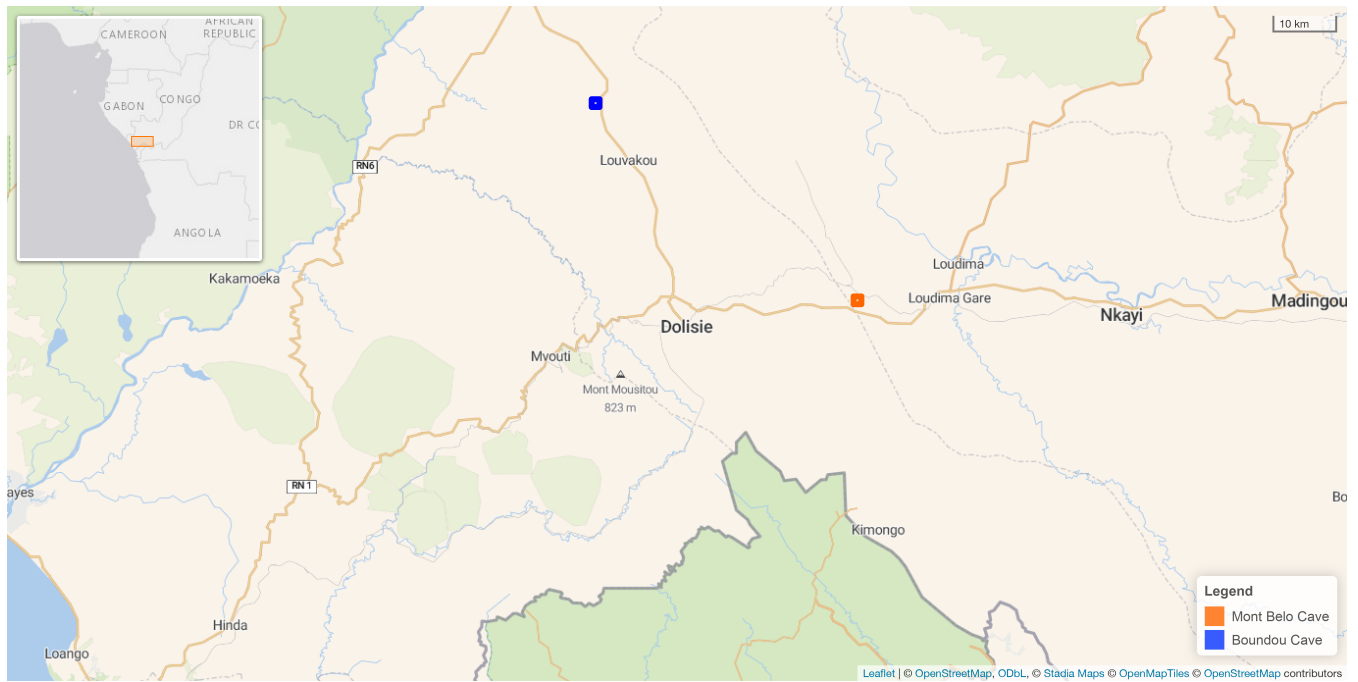 AFRICAN
CAMEROON
REPUBLIC
GABON
CONGO
DR CO
ANGOLA
10 km
RN6
Louvakou
Kakamoeka
Loudima
Loudima Gare
Madingou
Nkayi
Dolisie
Mvouti
Mont Mousitou
823 m
RN 1
ayes
Bo
Kimongo
Hinda
Loango
Legend
Mont Belo Cave
Boundou Cave
Leaflet | © OpenStreetMap, ODbL, © Stadia Maps © OpenMapTiles © OpenStreetMap contributors